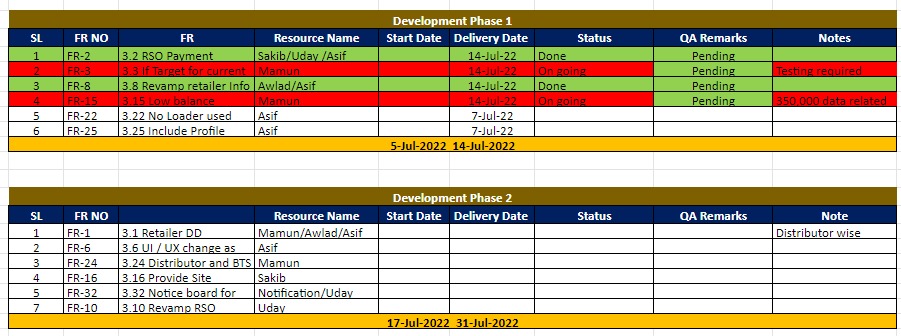 Development Phase 1
SL FR NO FR Resource Name Start Date Delivery Date Status QA Remarks Notes
1 FR-2 3.2 RSO Payment Sakib/Uday /Asif 14-Jul-22 Done Pending
2 FR-3 3.3 If Target for current Mamun 14-Jul-22 On going Pending Testing required
3 FR-8 3.8 Revamp retailer Info Awlad/Asif 14-Jul-22 Done Pending
4 FR-15 3.15 Low balance Mamun 14-Jul-22 On going Pending 350,000 data related
5 FR-22 3.22 No Loader used Asif 7-Jul-22
6 FR-25 3.25 Include Profile Asif 7-Jul-22
5-Jul-2022 14-Jul-2022
Development Phase 2
SL FR NO Resource Name Start Date Delivery Date Status QA Remarks Note
1 FR-1 3.1 Retailer DD Mamun/Awlad/Asif Distributor wise
2 FR-6 3.6 UI / UX change as Asif
3 FR-24 3.24 Distributor and BTS Mamun
4 FR-16 3.16 Provide Site Sakib
5 FR-32 3.32 Notice board for Notification/Uday
7 FR-10 3.10 Revamp RSO Uday
17-Jul-2022 31-Jul-2022